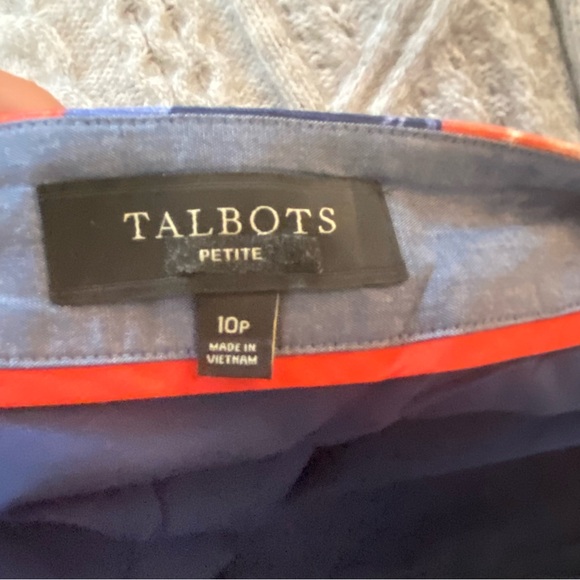 TALBOTS
PETITE
10P
MADE IN
VIETNAM